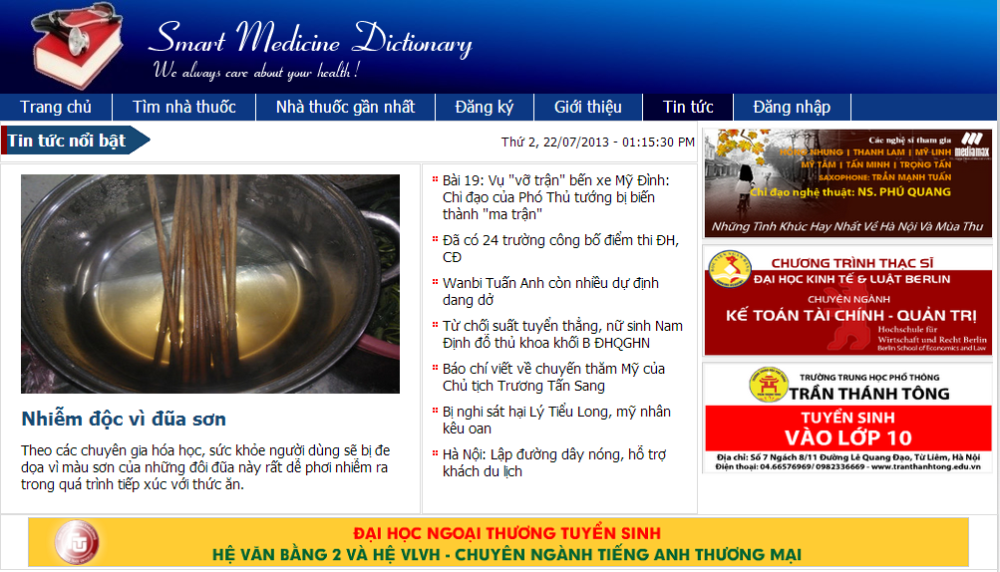 Smart Medicine Dictionary
We always care about your health !
Trang chủ
Tìm nhà thuốc
Nhà thuốc gần nhất
Đăng ký
Giới thiệu
Tin tức
Đăng nhập
Tin tức nổi bật
Thứ 2, 22/07/2013 - 01:15:30 PM
Nhiễm độc vì đũa sơn
Theo các chuyên gia hóa học, sức khỏe người dùng sẽ bị đe
dọa vì màu sơn của những đôi đũa này rất dễ phơi nhiễm ra
trong quá trình tiếp xúc với thức ăn.
Bài 19: Vụ "vỡ trận" bến xe Mỹ Đình:
Chỉ đạo của Phó Thủ tướng bị biến
thành "ma trận"
Đã có 24 trường công bố điểm thi ĐH,
CĐ
Wanbi Tuấn Anh còn nhiều dự định
dang dở
Từ chối suất tuyển thẳng, nữ sinh Nam
Định đỗ thủ khoa khối B ĐHQGHN
Báo chí viết về chuyến thăm Mỹ của
Chủ tịch Trương Tấn Sang
Bị nghi sát hại Lý Tiểu Long, mỹ nhân
kêu oan
Hà Nội: Lập đường dây nóng, hỗ trợ
khách du lịch
Các nghệ sĩ tham gia
mediamax
HỒNG NHUNG | THANH LAM | MỸ LINH
MỸ TÂM | TẤN MINH | TRỌNG TẤN
SAXOPHONE: TRẦN MẠNH TUẤN
Chỉ đạo nghệ thuật: NS. PHÚ QUANG
Những Tình Khúc Hay Nhất Về Hà Nội Và Mùa Thu
CHƯƠNG TRÌNH THẠC SĨ
ĐẠI HỌC KINH TẾ & LUẬT BERLIN
CHUYÊN NGÀNH
KẾ TOÁN TÀI CHÍNH - QUẢN TRỊ
Hochschule für
Wirtschaft und Recht Berlin
Berlin School of Economics and Law
TRƯỜNG TRUNG HỌC PHỔ THÔNG
TRẦN THÁNH TÔNG
TUYỂN SINH
VÀO LỚP 10
Địa chỉ: Số 7 Ngách 8/11 Đường Lê Quang Đạo, Từ Liêm, Hà Nội
Điện thoại: 04.66576969/ 0982336669 - www.tranthanhtong.edu.vn
ĐẠI HỌC NGOẠI THƯƠNG TUYỂN SINH
HỆ VĂN BẰNG 2 VÀ HỆ VLVH - CHUYÊN NGÀNH TIẾNG ANH THƯƠNG MẠI